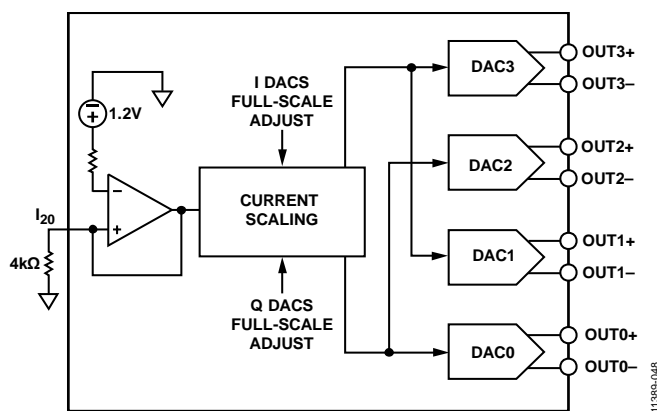 1.2V
I20
4kΩ
I DACS
FULL-SCALE
ADJUST
CURRENT
SCALING
Q DACS
FULL-SCALE
ADJUST
DAC3
OUT3+
OUT3–
DAC2
OUT2+
OUT2–
DAC1
OUT1+
OUT1–
DAC0
OUT0+
OUT0–
11389-048